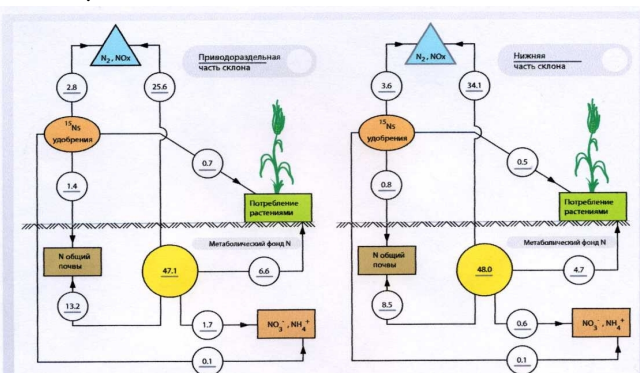 N₂, NOx
Приводораздельная
часть склона
2.8
25.6
¹⁵Ns
удобрения
0.7
1.4
Потребление
растениями
Метаболический фонд N
N общий
почвы
47.1
6.6
13.2
1.7
NO₃⁻, NH₄⁺
0.1
N₂, NOx
Нижняя
часть склона
3.6
34.1
¹⁵Ns
удобрения
0.5
0.8
Потребление
растениями
Метаболический фонд N
N общий
почвы
48.0
4.7
8.5
0.6
NO₃⁻, NH₄⁺
0.1